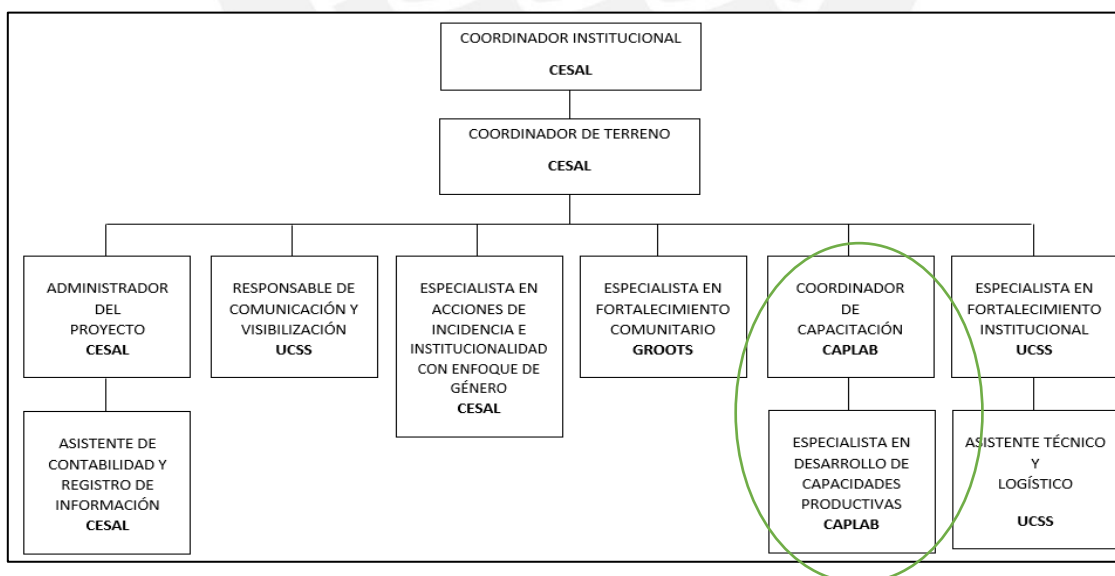 COORDINADOR INSTITUCIONAL
CESAL
COORDINADOR DE TERRENO
CESAL
ADMINISTRADOR
DEL
PROYECTO
CESAL
RESPONSABLE DE
COMUNICACIÓN Y
VISIBILIZACIÓN
UCSS
ESPECIALISTA EN
ACCIONES DE
INCIDENCIA E
INSTITUCIONALIDAD
CON ENFOQUE DE
GÉNERO
CESAL
ESPECIALISTA EN
FORTALECIMIENTO
COMUNITARIO
GROOTS
COORDINADOR
DE
CAPACITACIÓN
CAPLAB
ESPECIALISTA EN
FORTALECIMIENTO
INSTITUCIONAL
UCSS
ASISTENTE DE
CONTABILIDAD Y
REGISTRO DE
INFORMACIÓN
CESAL
ESPECIALISTA EN
DESARROLLO DE
CAPACIDADES
PRODUCTIVAS
CAPLAB
ASISTENTE TÉCNICO
Y
LOGÍSTICO
UCSS